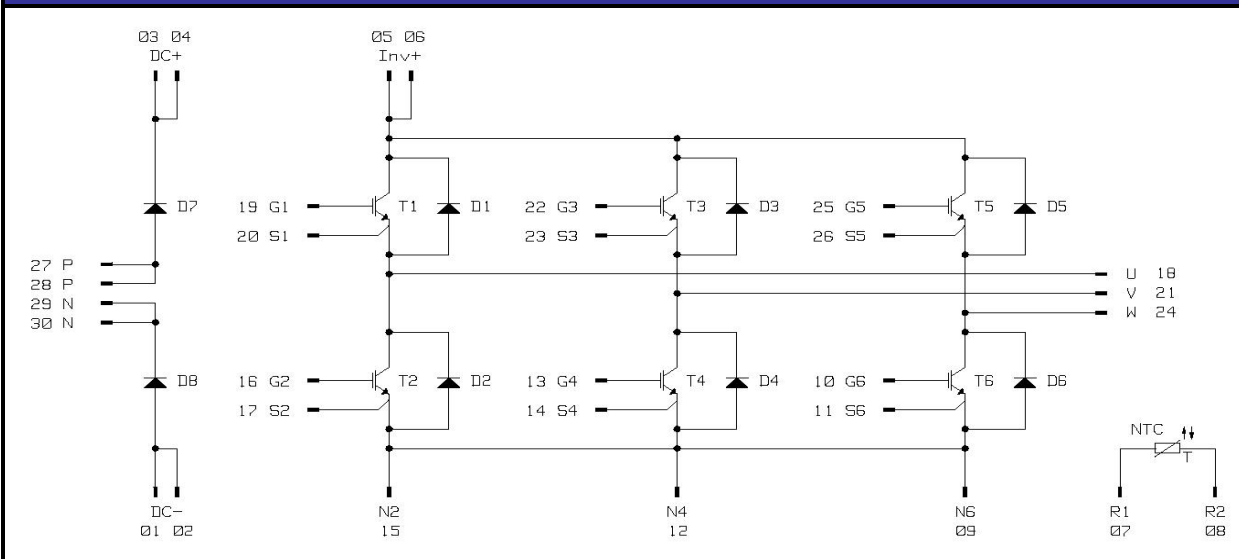 03 04
DC+
05 06
Inv+
D7
19 G1
T1
D1
22 G3
T3
D3
25 G5
T5
D5
20 S1
23 S3
26 S5
27 P
28 P
29 N
30 N
U 18
V 21
W 24
D8
16 G2
T2
D2
13 G4
T4
D4
10 G6
T6
D6
17 S2
14 S4
11 S6
NTC
T
DC-
01 02
N2
15
N4
12
N6
09
R1
07
R2
08